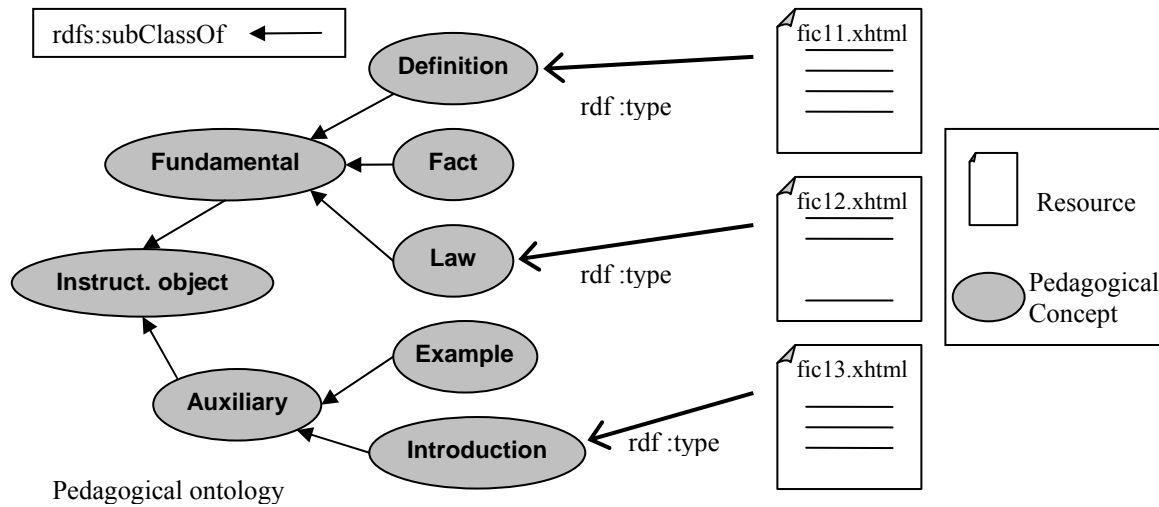 rdfs:subClassOf
Definition
Fundamental
Fact
Law
Instruct. object
Example
Auxiliary
Introduction
Pedagogical ontology
rdf :type
rdf :type
rdf :type
fic11.xhtml
fic12.xhtml
fic13.xhtml
Resource
Pedagogical
Concept